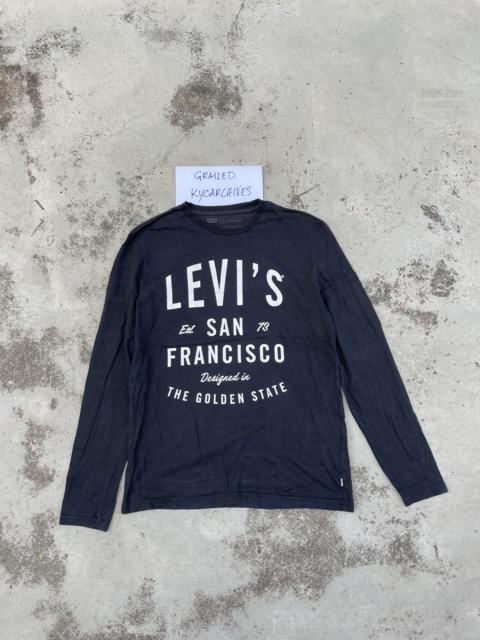 GRAILED
KYOARCHIVES
LEVI'S
Est. SAN 73
FRANCISCO
Designed in
THE GOLDEN STATE